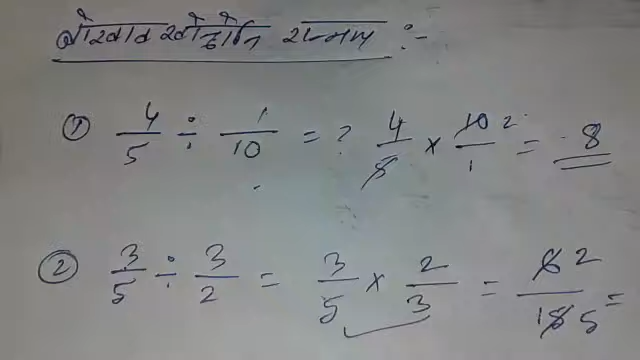 ① 4/5 ÷ 1/10 = ? 4/5 × 10/1 2 = 8
② 3/5 ÷ 3/2 = 3/5 × 2/3 = 6 2/15 5 =